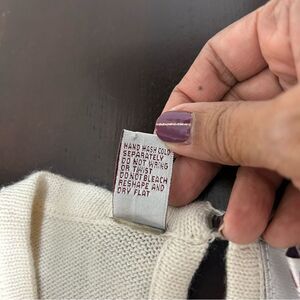 HAND WASH COLD
SEPARATELY
DO NOT WRING
OR TWIST
DO NOT BLEACH
RESHAPE AND
DRY FLAT